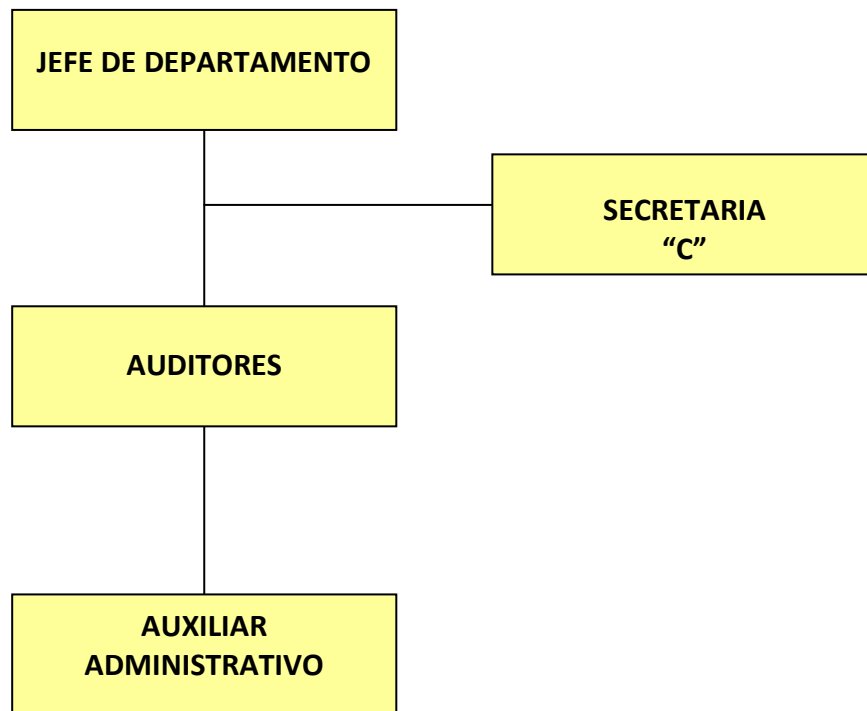 JEFE DE DEPARTAMENTO
SECRETARIA
“C”
AUDITORES
AUXILIAR
ADMINISTRATIVO